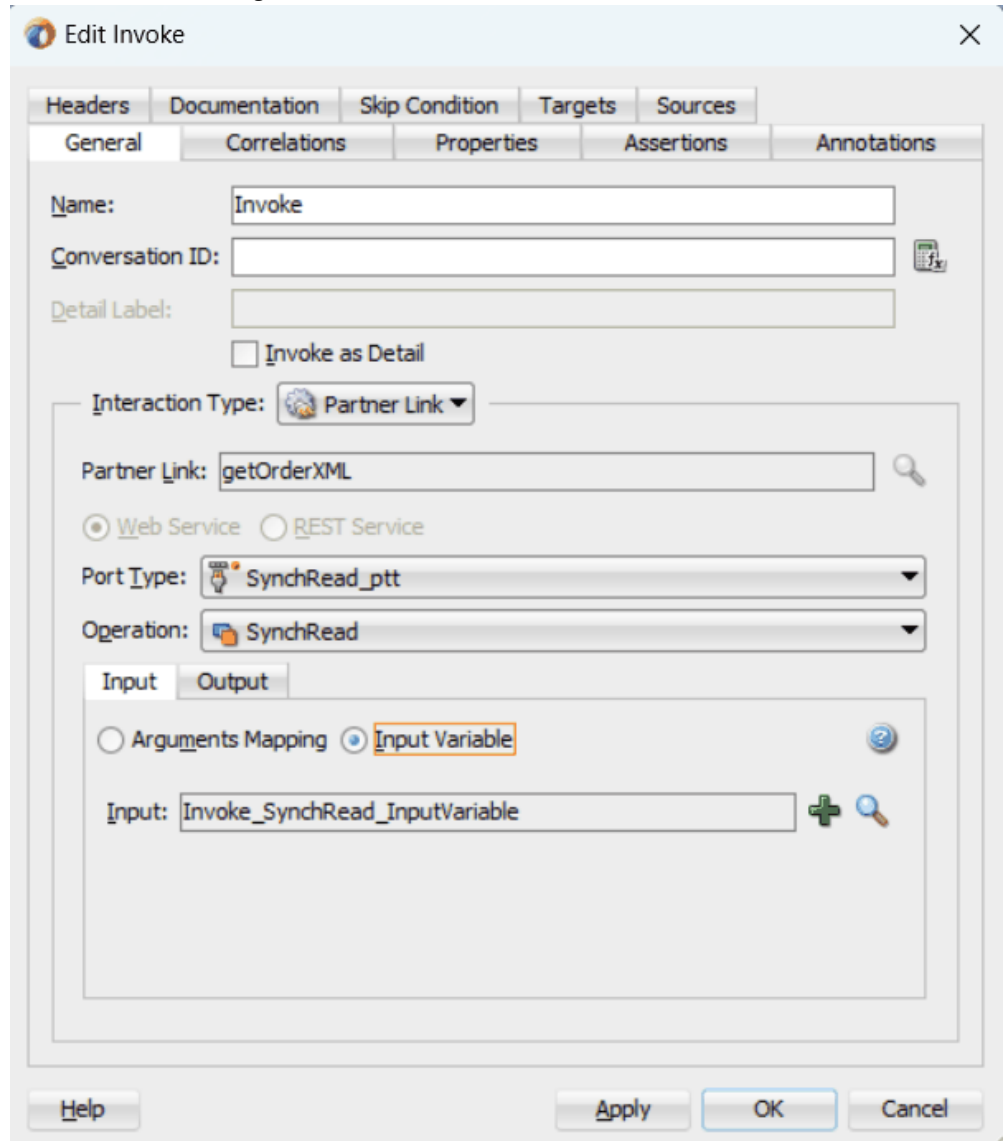 Edit Invoke
Headers Documentation Skip Condition Targets Sources
General Correlations Properties Assertions Annotations
Name: Invoke
Conversation ID:
Detail Label:
Invoke as Detail
Interaction Type: Partner Link
Partner Link: getOrderXML
Web Service REST Service
Port Type: SynchRead_ptt
Operation: SynchRead
Input Output
Arguments Mapping Input Variable
Input: Invoke_SynchRead_InputVariable
Help Apply OK Cancel